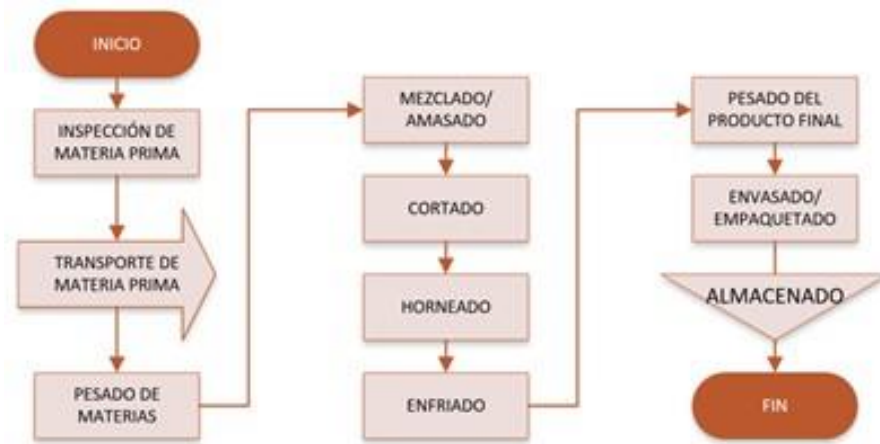 INICIO
INSPECCIÓN DE
MATERIA PRIMA
TRANSPORTE DE
MATERIA PRIMA
PESADO DE
MATERIAS
MEZCLADO/
AMASADO
CORTADO
HORNEADO
ENFRIADO
PESADO DEL
PRODUCTO FINAL
ENVASADO/
EMPAQUETADO
ALMACENADO
FIN